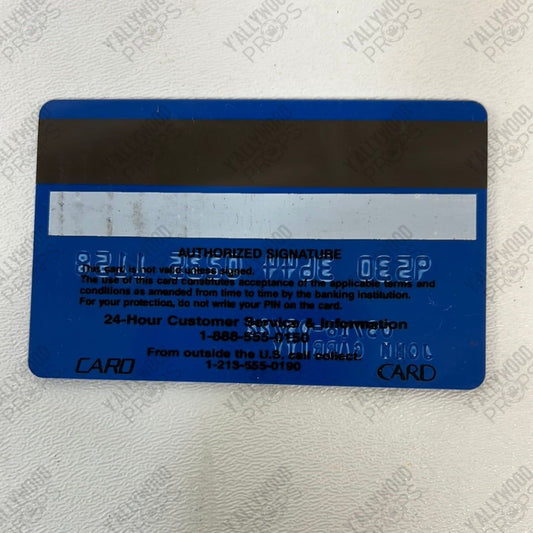 Y'ALLYWOOD PROPS
AUTHORIZED SIGNATURE
This card is not valid unless signed.
The use of this card constitutes acceptance of the applicable terms and
conditions as amended from time to time by the banking institution.
For your protection, do not write your PIN on the card.
24-Hour Customer Service & Information
1-888-555-0150
From outside the U.S. call collect:
1-213-555-0190
CARD CARD